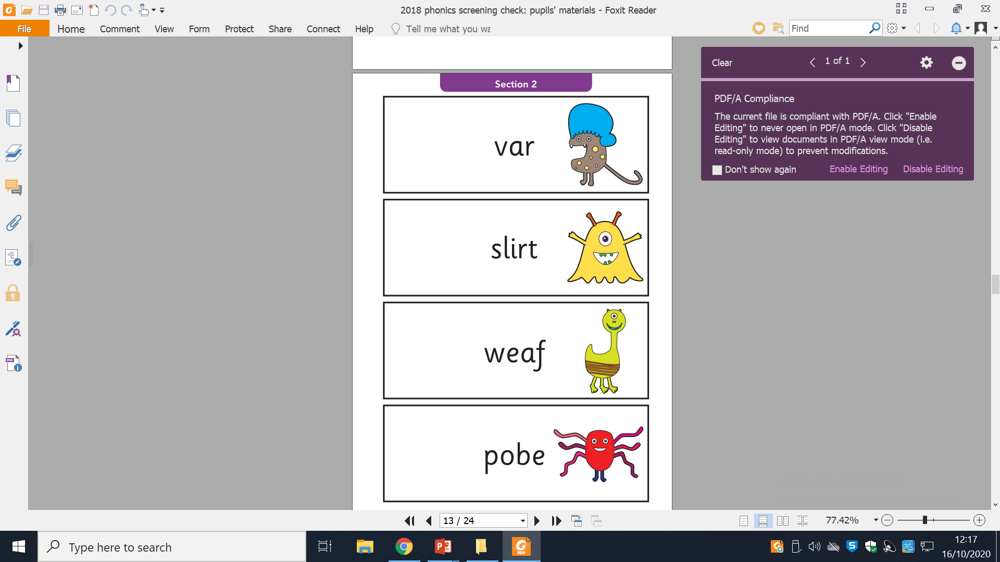 2018 phonics screening check: pupils' materials - Foxit Reader
File Home Comment View Form Protect Share Connect Help Tell me what you wa
Find
Section 2
var
slirt
weaf
pobe
Clear 1 of 1
PDF/A Compliance
The current file is compliant with PDF/A. Click "Enable
Editing" to never open in PDF/A mode. Click "Disable
Editing" to view documents in PDF/A view mode (i.e.
read-only mode) to prevent modifications.
Don't show again Enable Editing Disable Editing
13 / 24
77.42%
Type here to search
12:17
16/10/2020